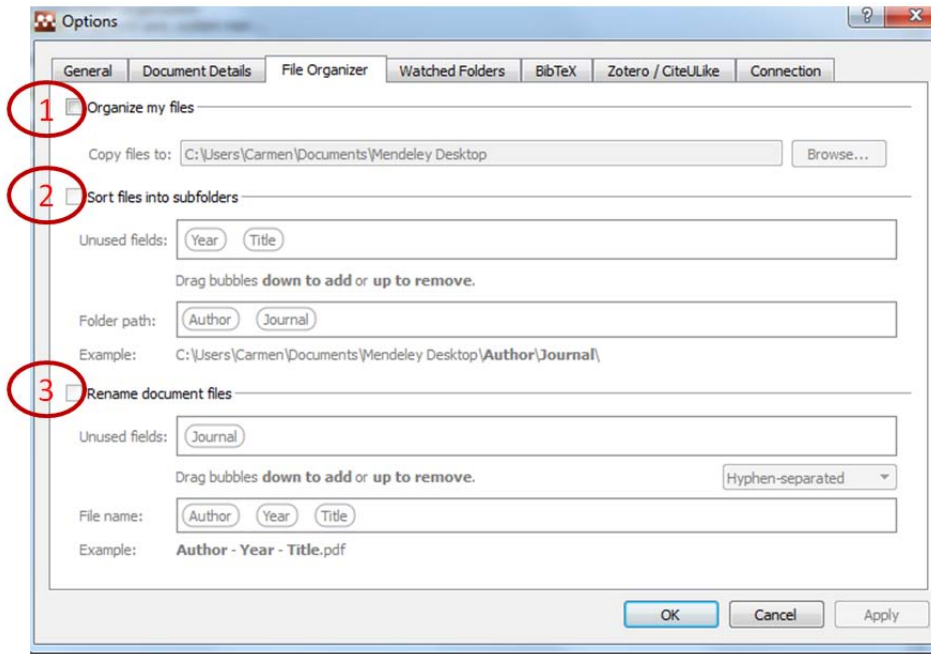 Options
General Document Details File Organizer Watched Folders BibTeX Zotero / CiteULike Connection
1 Organize my files
Copy files to: C:\Users\Carmen\Documents\Mendeley Desktop Browse...
2 Sort files into subfolders
Unused fields: Year Title
Drag bubbles down to add or up to remove.
Folder path: Author Journal
Example: C:\Users\Carmen\Documents\Mendeley Desktop\Author\Journal\
3 Rename document files
Unused fields: Journal
Drag bubbles down to add or up to remove. Hyphen-separated
File name: Author Year Title
Example: Author - Year - Title.pdf
OK Cancel Apply